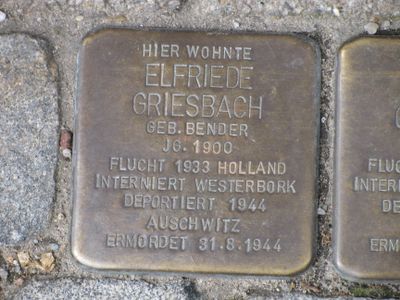 HIER WOHNTE
ELFRIEDE
GRIESBACH
GEB. BENDER
JG. 1900
FLUCHT 1933 HOLLAND
INTERNIERT WESTERBORK
DEPORTIERT 1944
AUSCHWITZ
ERMORDET 31.8.1944